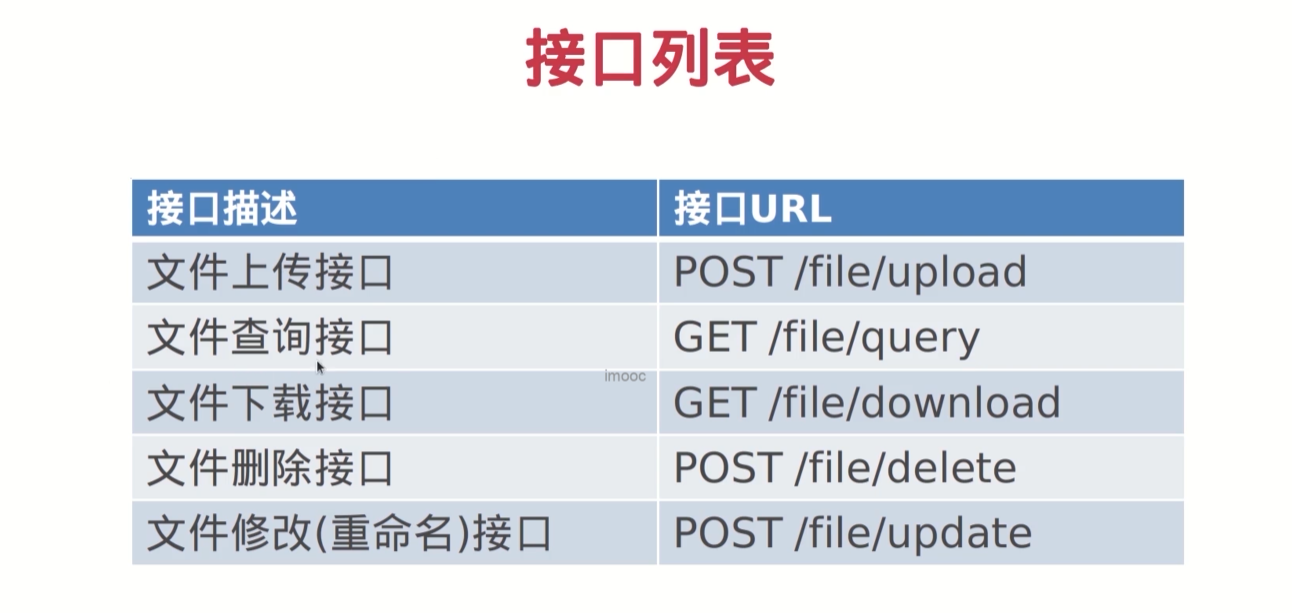 接口列表
接口描述 接口URL
文件上传接口 POST /file/upload
文件查询接口 GET /file/query
imooc
文件下载接口 GET /file/download
文件删除接口 POST /file/delete
文件修改(重命名)接口 POST /file/update